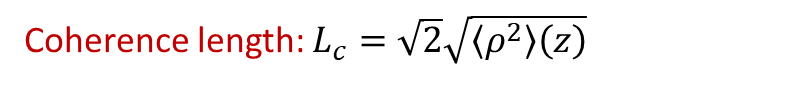 Coherence length: L_c = √2√⟨ρ²⟩(z)